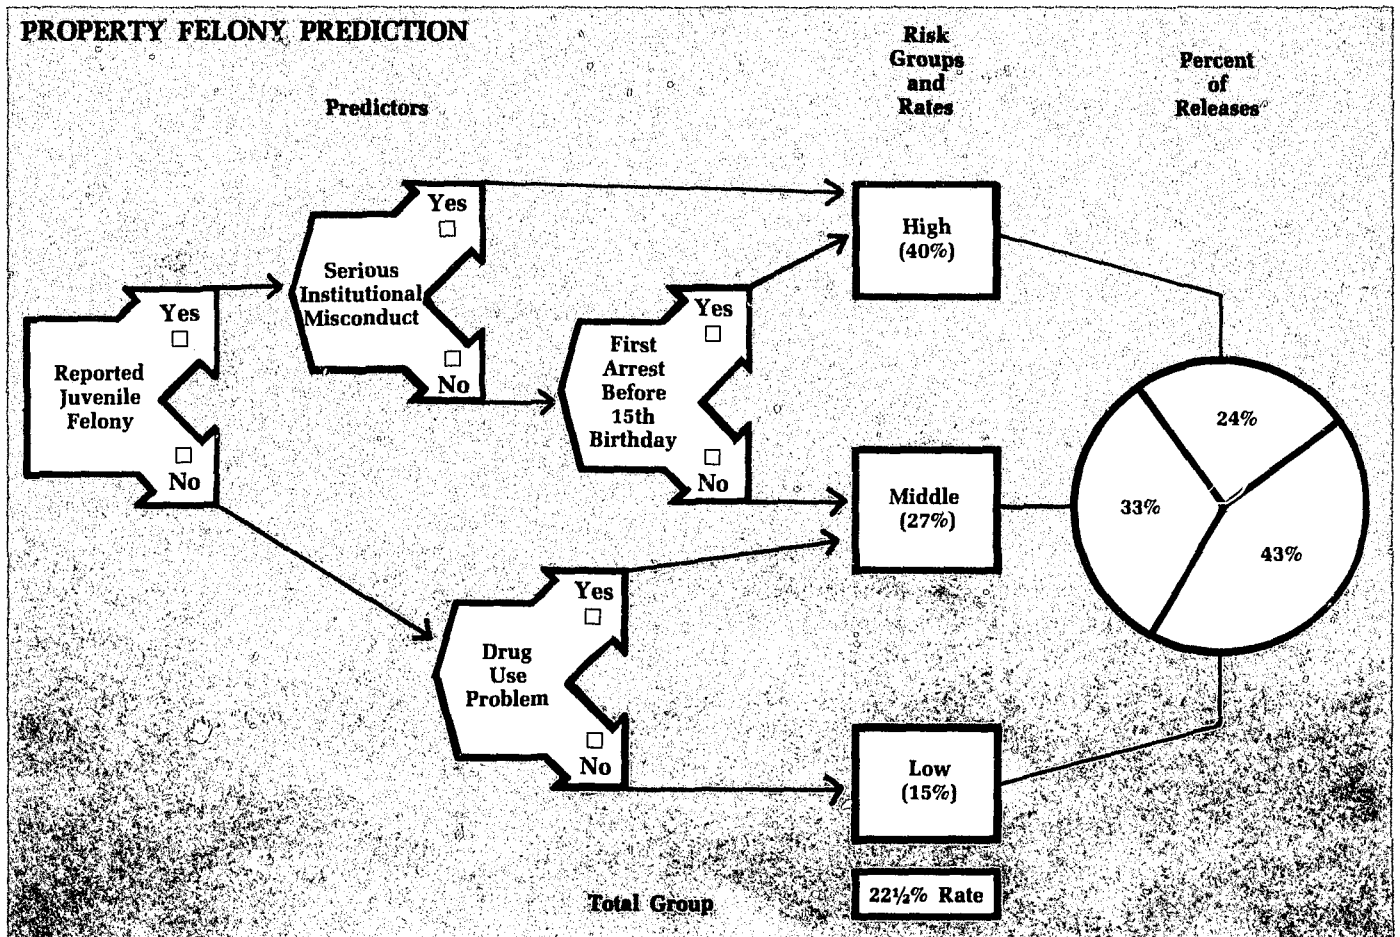 PROPERTY FELONY PREDICTION
Predictors
Risk
Groups
and
Rates
Percent
of
Releases
Reported
Juvenile
Felony
Yes
No
Serious
Institutional
Misconduct
Yes
No
First
Arrest
Before
15th
Birthday
Yes
No
Drug
Use
Problem
Yes
No
High
(40%)
Middle
(27%)
Low
(15%)
24%
33%
43%
Total Group
22½% Rate